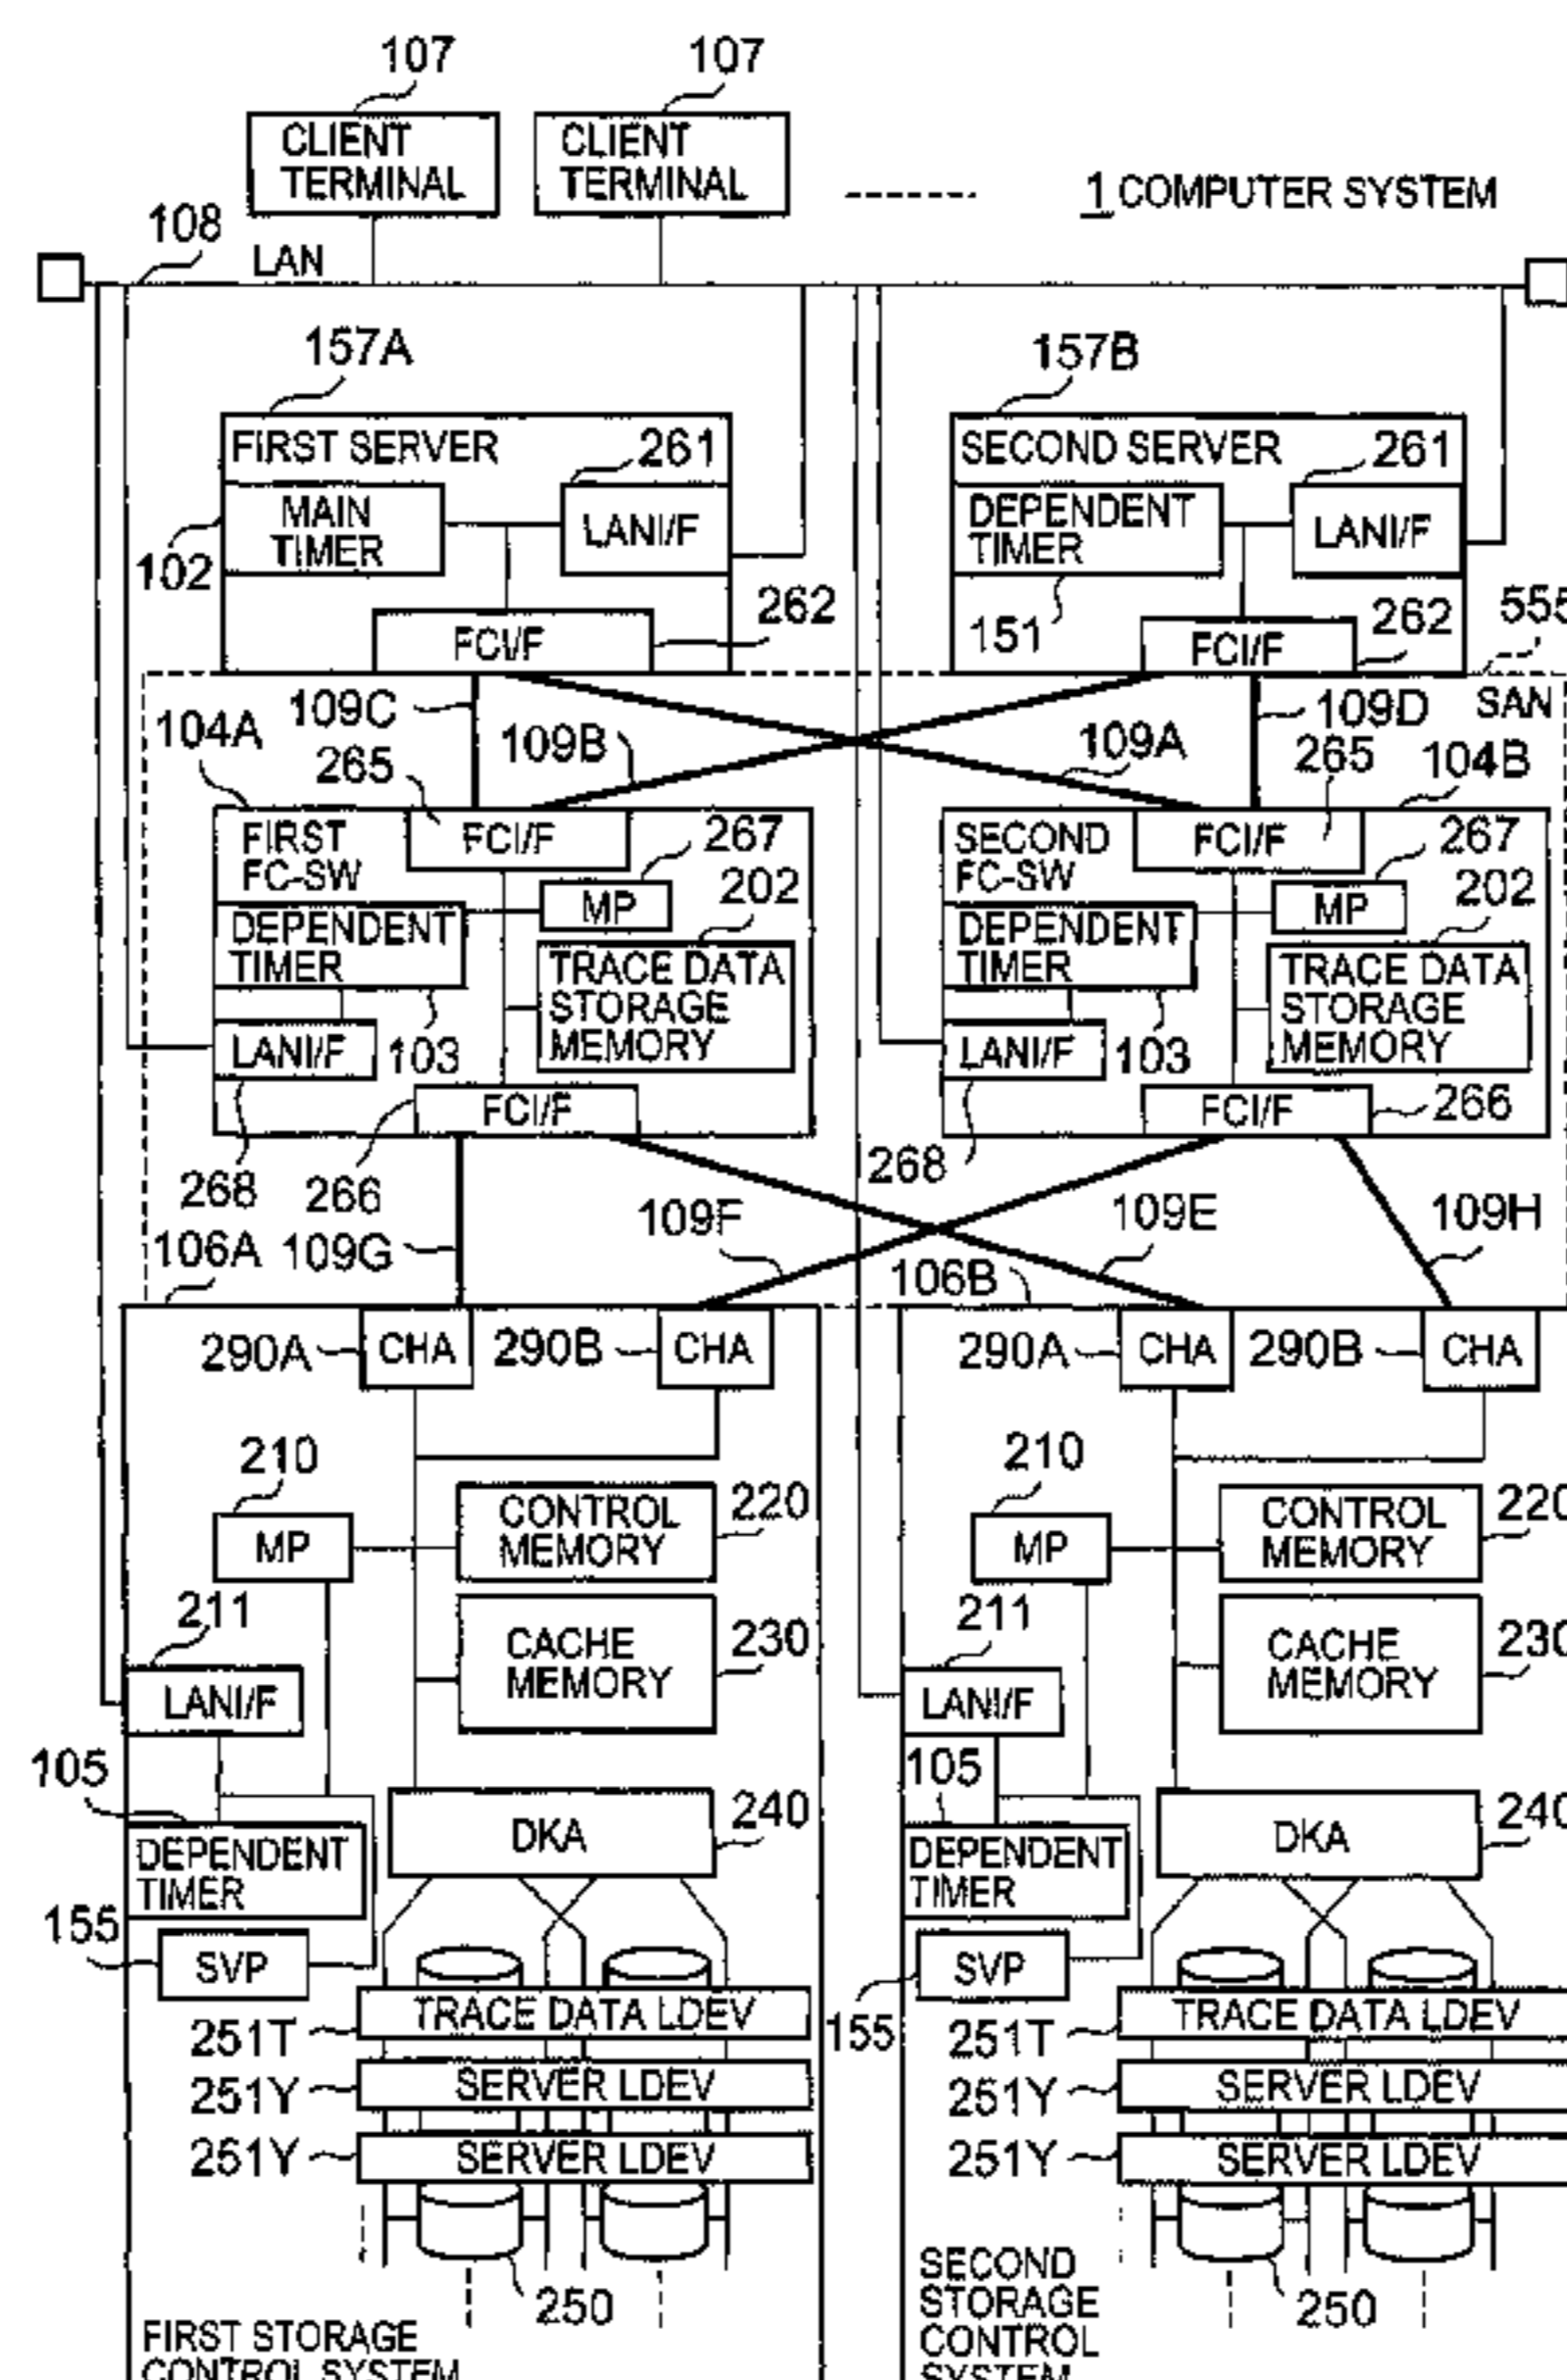 107
107
CLIENT
TERMINAL
CLIENT
TERMINAL
1 COMPUTER SYSTEM
108
LAN
157A
157B
FIRST SERVER
261
SECOND SERVER
261
MAIN
TIMER
LANI/F
DEPENDENT
TIMER
LANI/F
102
262
151
262
555
FCI/F
FCI/F
SAN
104A
109C
109B
265
109A
109D
265
104B
FIRST
FC-SW
FCI/F
267
202
SECOND
FC-SW
FCI/F
267
202
MP
MP
DEPENDENT
TIMER
TRACE DATA
STORAGE
MEMORY
DEPENDENT
TIMER
TRACE DATA
STORAGE
MEMORY
LANI/F
103
LANI/F
103
FCI/F
FCI/F
266
268
266
268
109F
109E
109H
106A
109G
106B
290A
CHA
290B
CHA
290A
CHA
290B
CHA
210
210
MP
CONTROL
MEMORY
220
MP
CONTROL
MEMORY
220
211
211
CACHE
MEMORY
230
CACHE
MEMORY
230
LANI/F
LANI/F
105
105
DKA
240
DKA
240
DEPENDENT
TIMER
DEPENDENT
TIMER
155
SVP
SVP
155
TRACE DATA LDEV
TRACE DATA LDEV
251T
251T
251Y
SERVER LDEV
251Y
SERVER LDEV
251Y
SERVER LDEV
251Y
SERVER LDEV
250
250
FIRST STORAGE
CONTROL SYSTEM
SECOND
STORAGE
CONTROL
SYSTEM